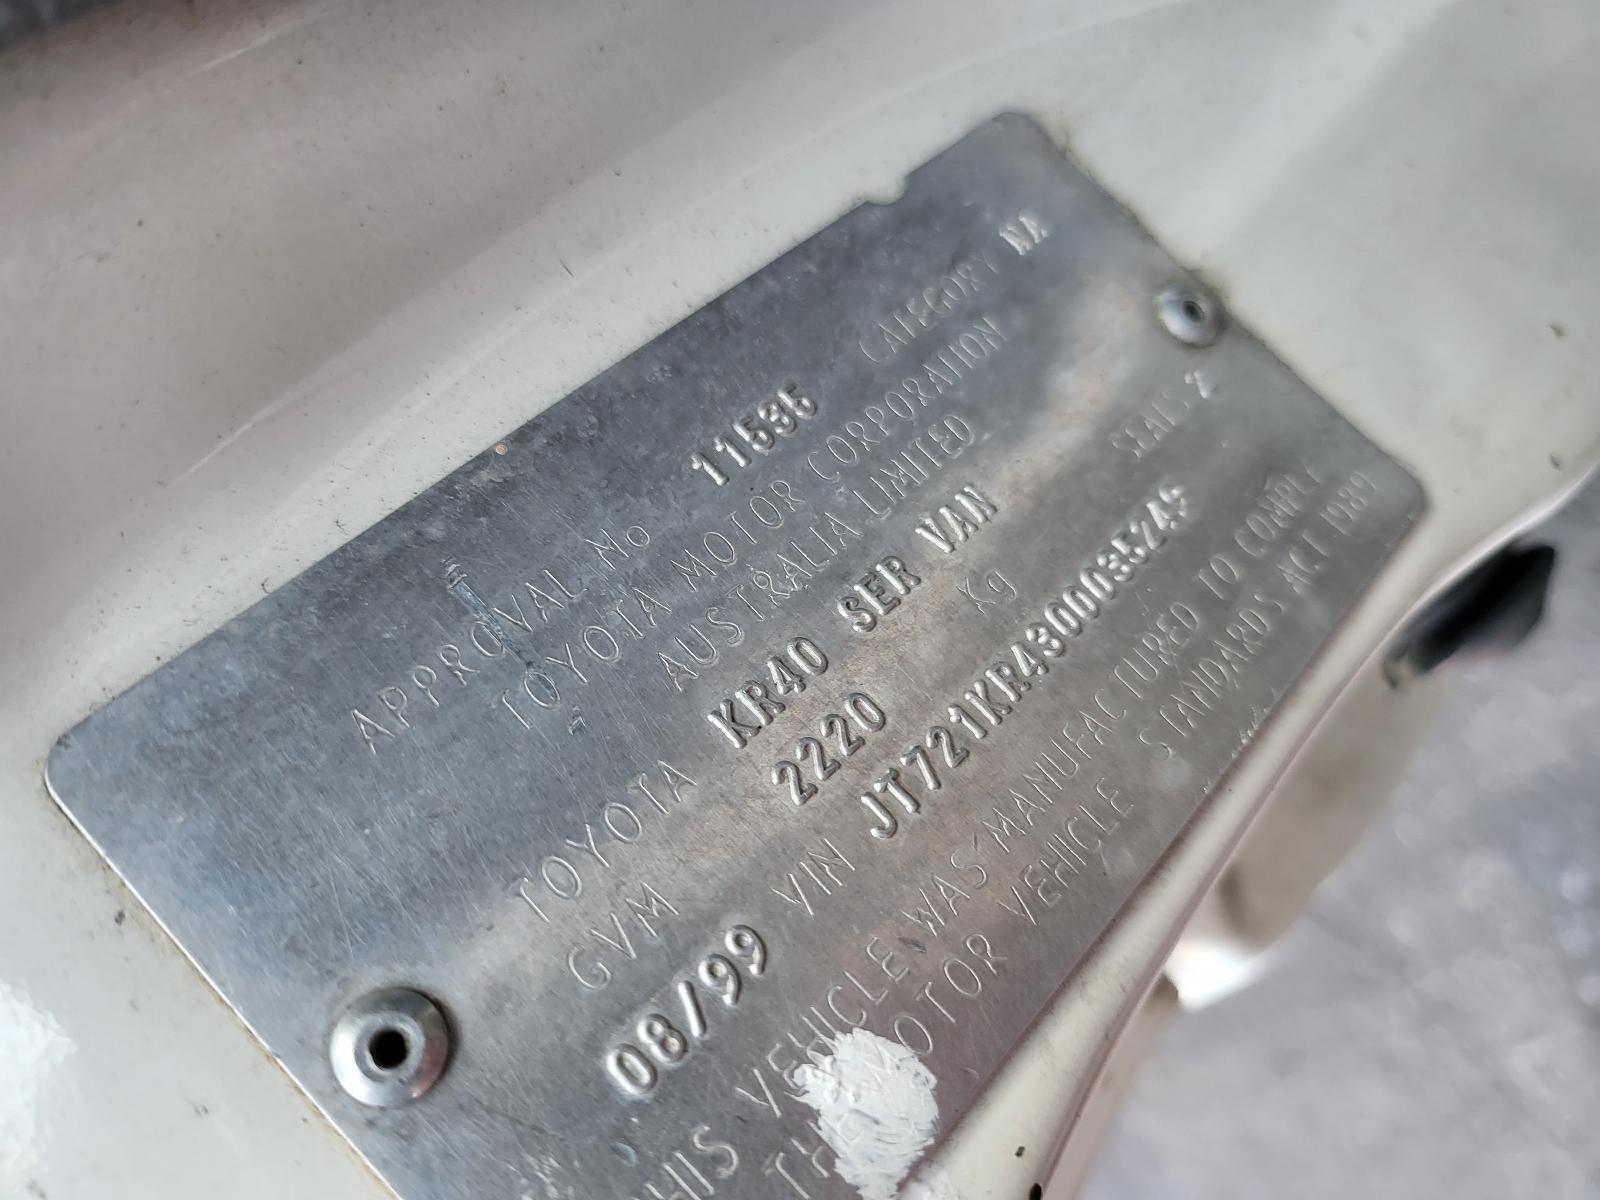 APPROVAL No 11535 CATEGORY NA
TOYOTA MOTOR CORPORATION
AUSTRALIA LIMITED
TOYOTA KR40 SER VAN SEATS 2
GVM 2220 Kg
08/99 VIN JT721KR4300035249
THIS VEHICLE WAS MANUFACTURED TO COMPLY
THE MOTOR VEHICLE STANDARDS ACT 1989